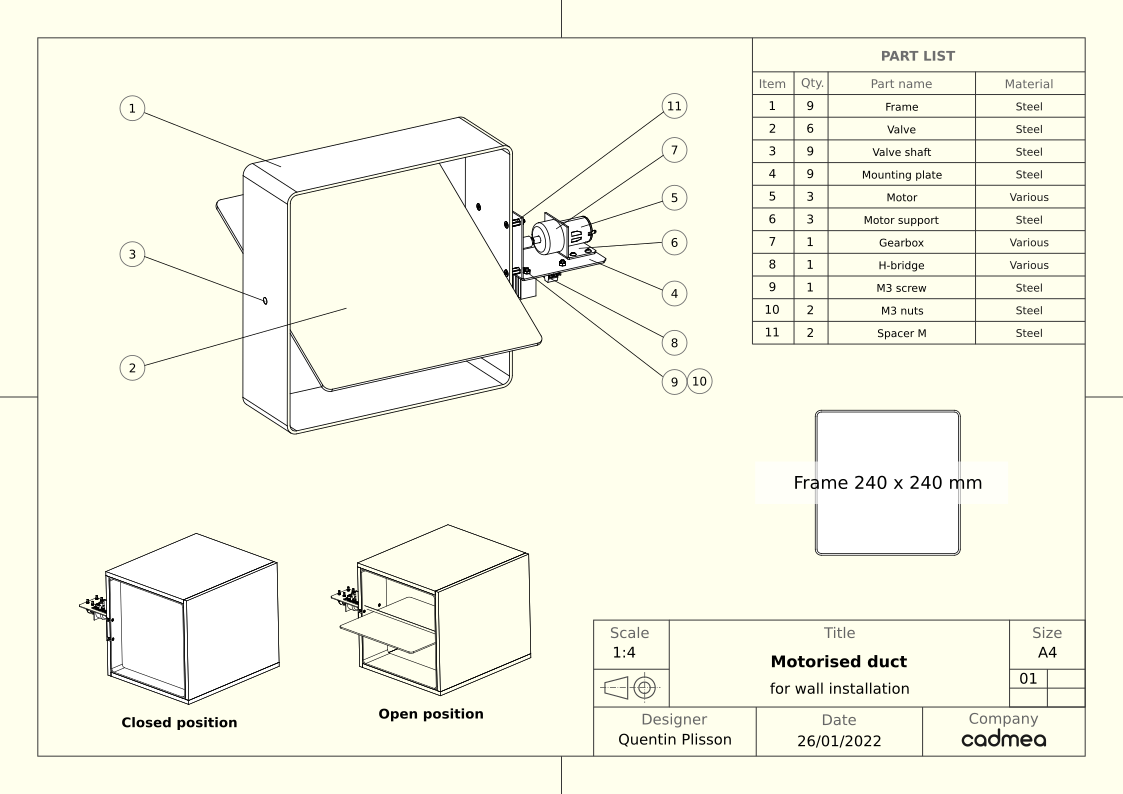 PART LIST
Item Qty. Part name Material
1 9 Frame Steel
2 6 Valve Steel
3 9 Valve shaft Steel
4 9 Mounting plate Steel
5 3 Motor Various
6 3 Motor support Steel
7 1 Gearbox Various
8 1 H-bridge Various
9 1 M3 screw Steel
10 2 M3 nuts Steel
11 2 Spacer M Steel
1
3
2
11
7
5
6
4
8
9 10
Frame 240 x 240 mm
Closed position
Open position
Scale
1:4
Title
Motorised duct
for wall installation
Size
A4
01
Designer
Quentin Plisson
Date
26/01/2022
Company
cadmea